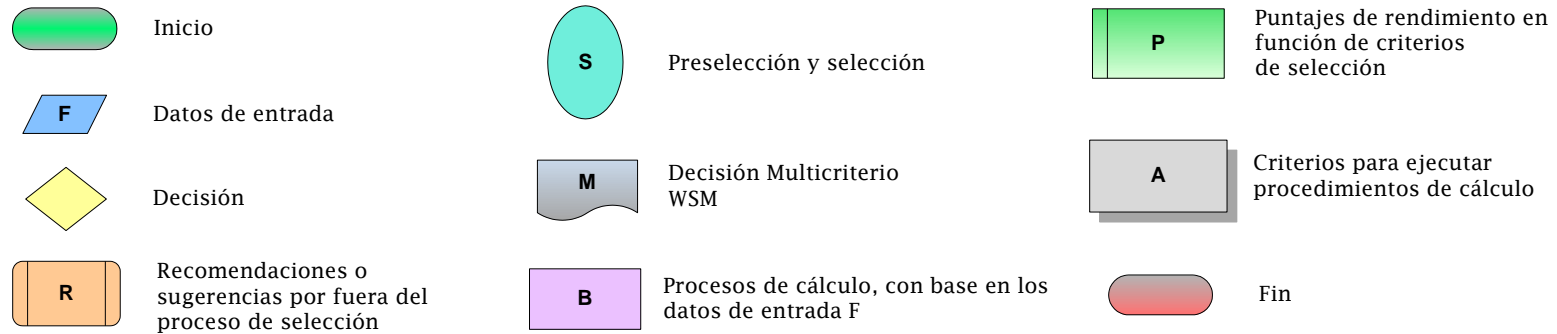 Inicio
F
Datos de entrada
Decisión
R
Recomendaciones o
sugerencias por fuera del
proceso de selección
S
Preselección y selección
M
Decisión Multicriterio
WSM
B
Procesos de cálculo, con base en los
datos de entrada F
P
Puntajes de rendimiento en
función de criterios
de selección
A
Criterios para ejecutar
procedimientos de cálculo
Fin